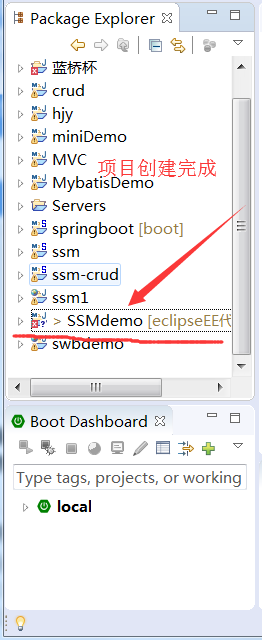 Package Explorer
蓝桥杯
crud
hjy
miniDemo
MVC
项目创建完成
MybatisDemo
Servers
springboot [boot]
ssm
ssm-crud
ssm1
> SSMdemo [eclipseEE代
swbdemo
Boot Dashboard
Type tags, projects, or working
local